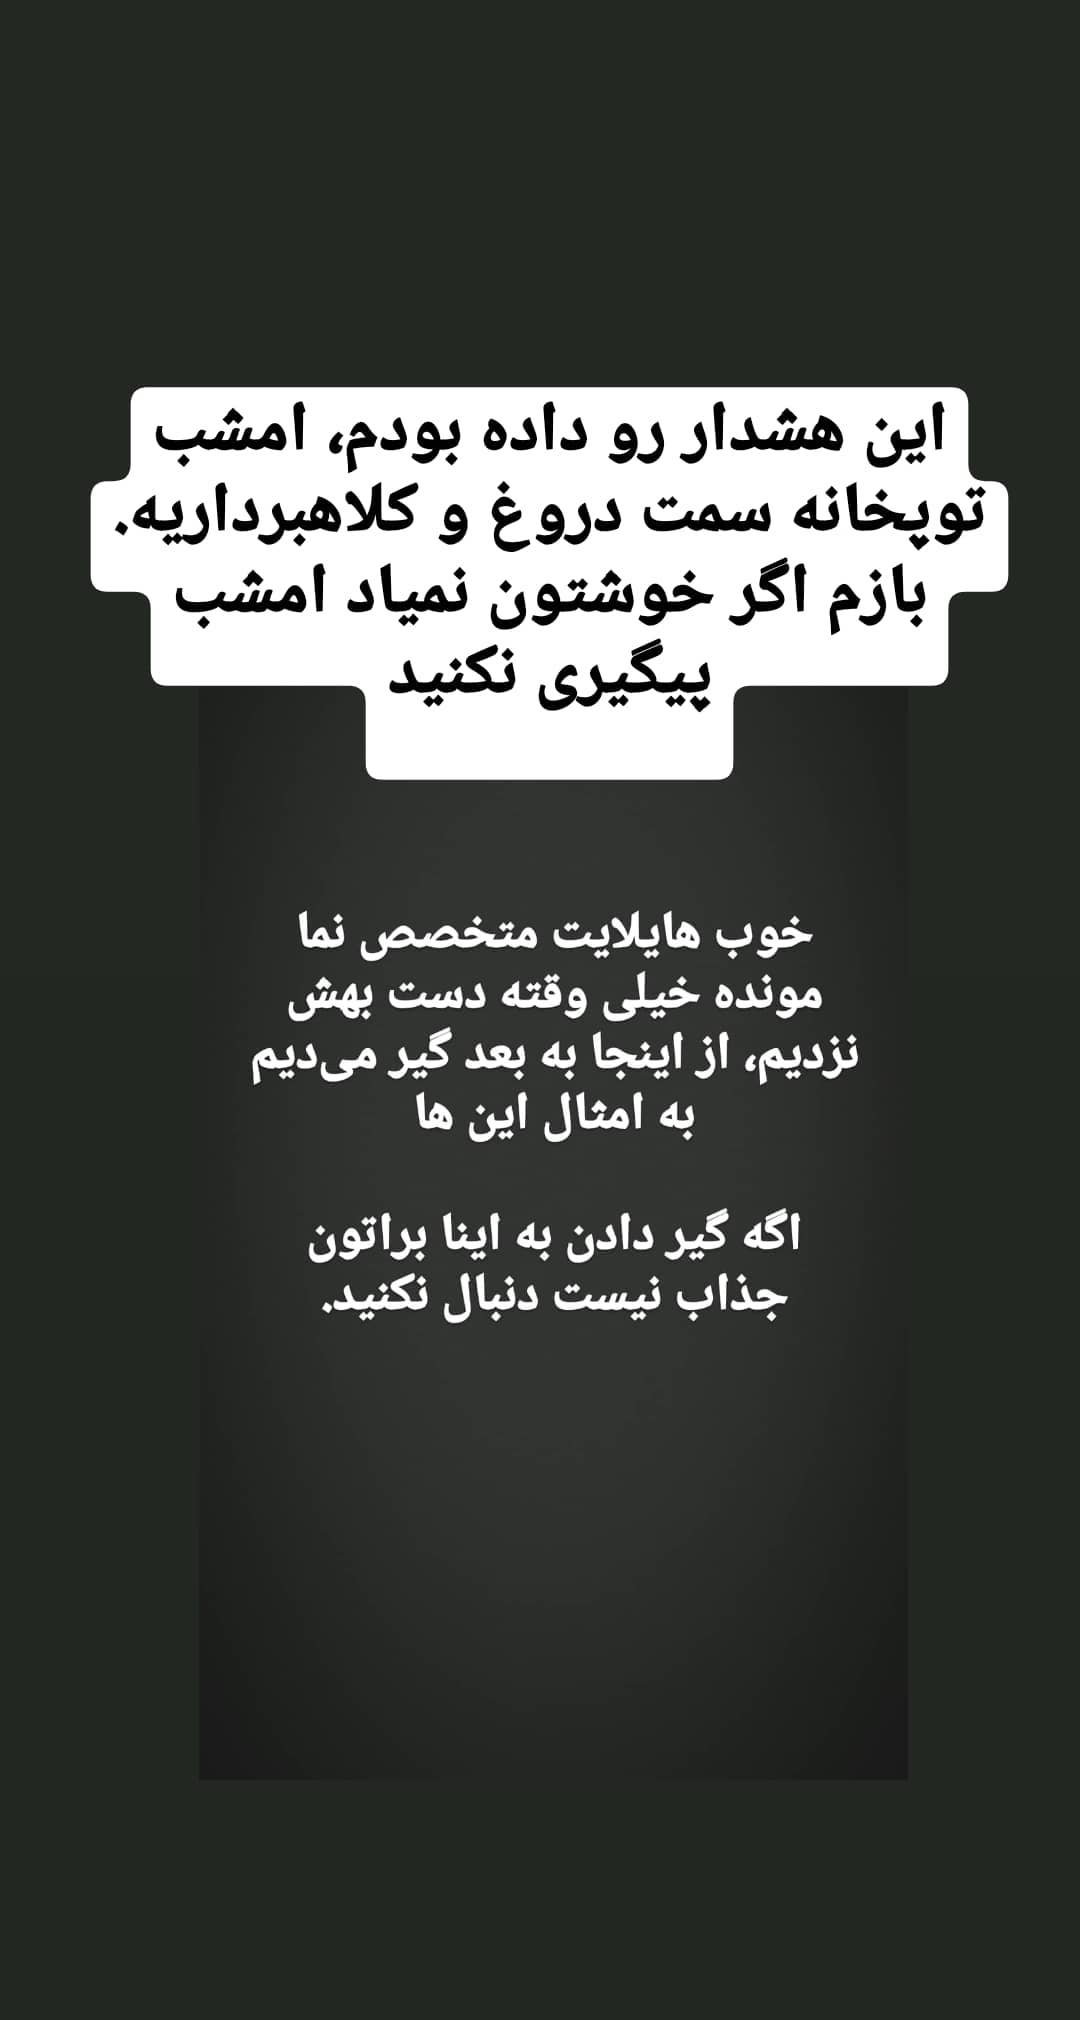 این هشدار رو داده بودم، امشب
توپخانه سمت دروغ و کلاهبرداریه.
بازم اگر خوشتون نمیاد امشب
پیگیری نکنید
خوب هایلایت متخصص نما
مونده خیلی وقته دست بهش
نزدیم، از اینجا به بعد گیر می‌دیم
به امثال این ها
اگه گیر دادن به اینا براتون
جذاب نیست دنبال نکنید.